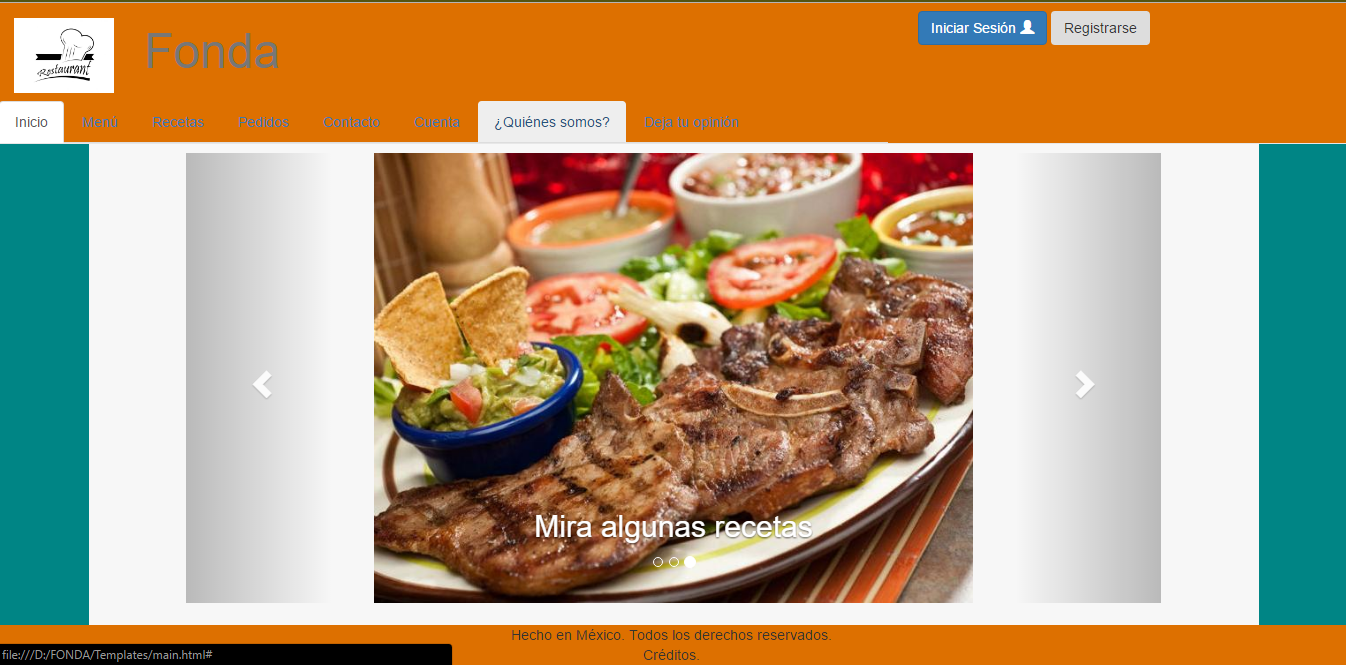 Restaurant
Fonda
Iniciar Sesión
Registrarse
Inicio
Menú
Recetas
Pedidos
Contacto
Cuenta
¿Quiénes somos?
Deja tu opinión
Mira algunas recetas
Hecho en México. Todos los derechos reservados.
Créditos.
file:///D:/FONDA/Templates/main.html#